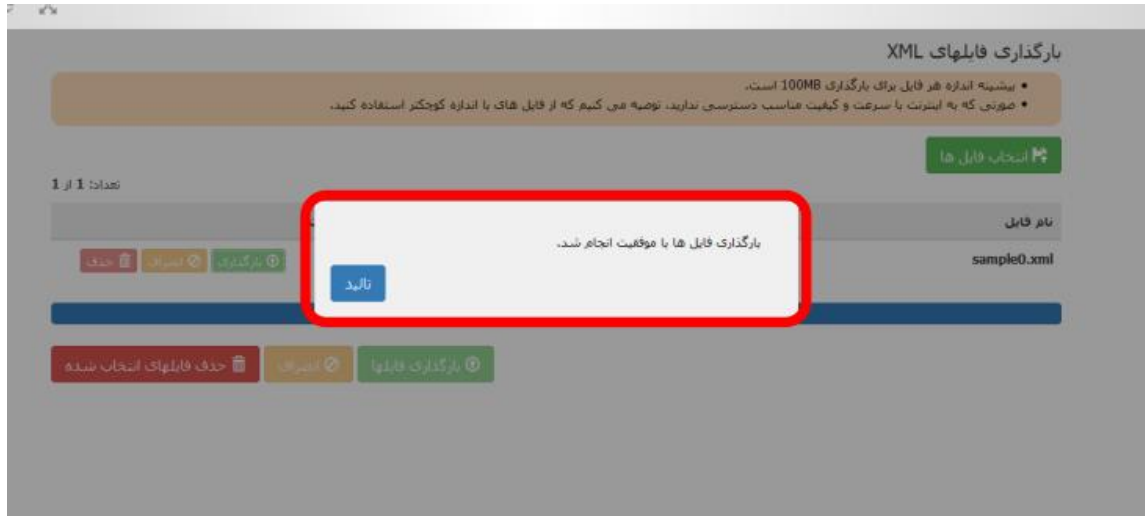 بارگذاری فایلهای XML
• بیشینه اندازه هر فایل برای بارگذاری 100MB است.
• صورتی که به اینترنت با سرعت و کیفیت مناسب دسترسی ندارید، توصیه می کنیم که از فایل های با اندازه کوچکتر استفاده کنید.
انتخاب فایل ها
تعداد: 1 از 1
نام فایل
بارگذاری فایل ها با موفقیت انجام شد.
تائید
sample0.xml
بارگذاری
انصراف
حذف
بارگذاری فایلها
انصراف
حذف فایلهای انتخاب شده